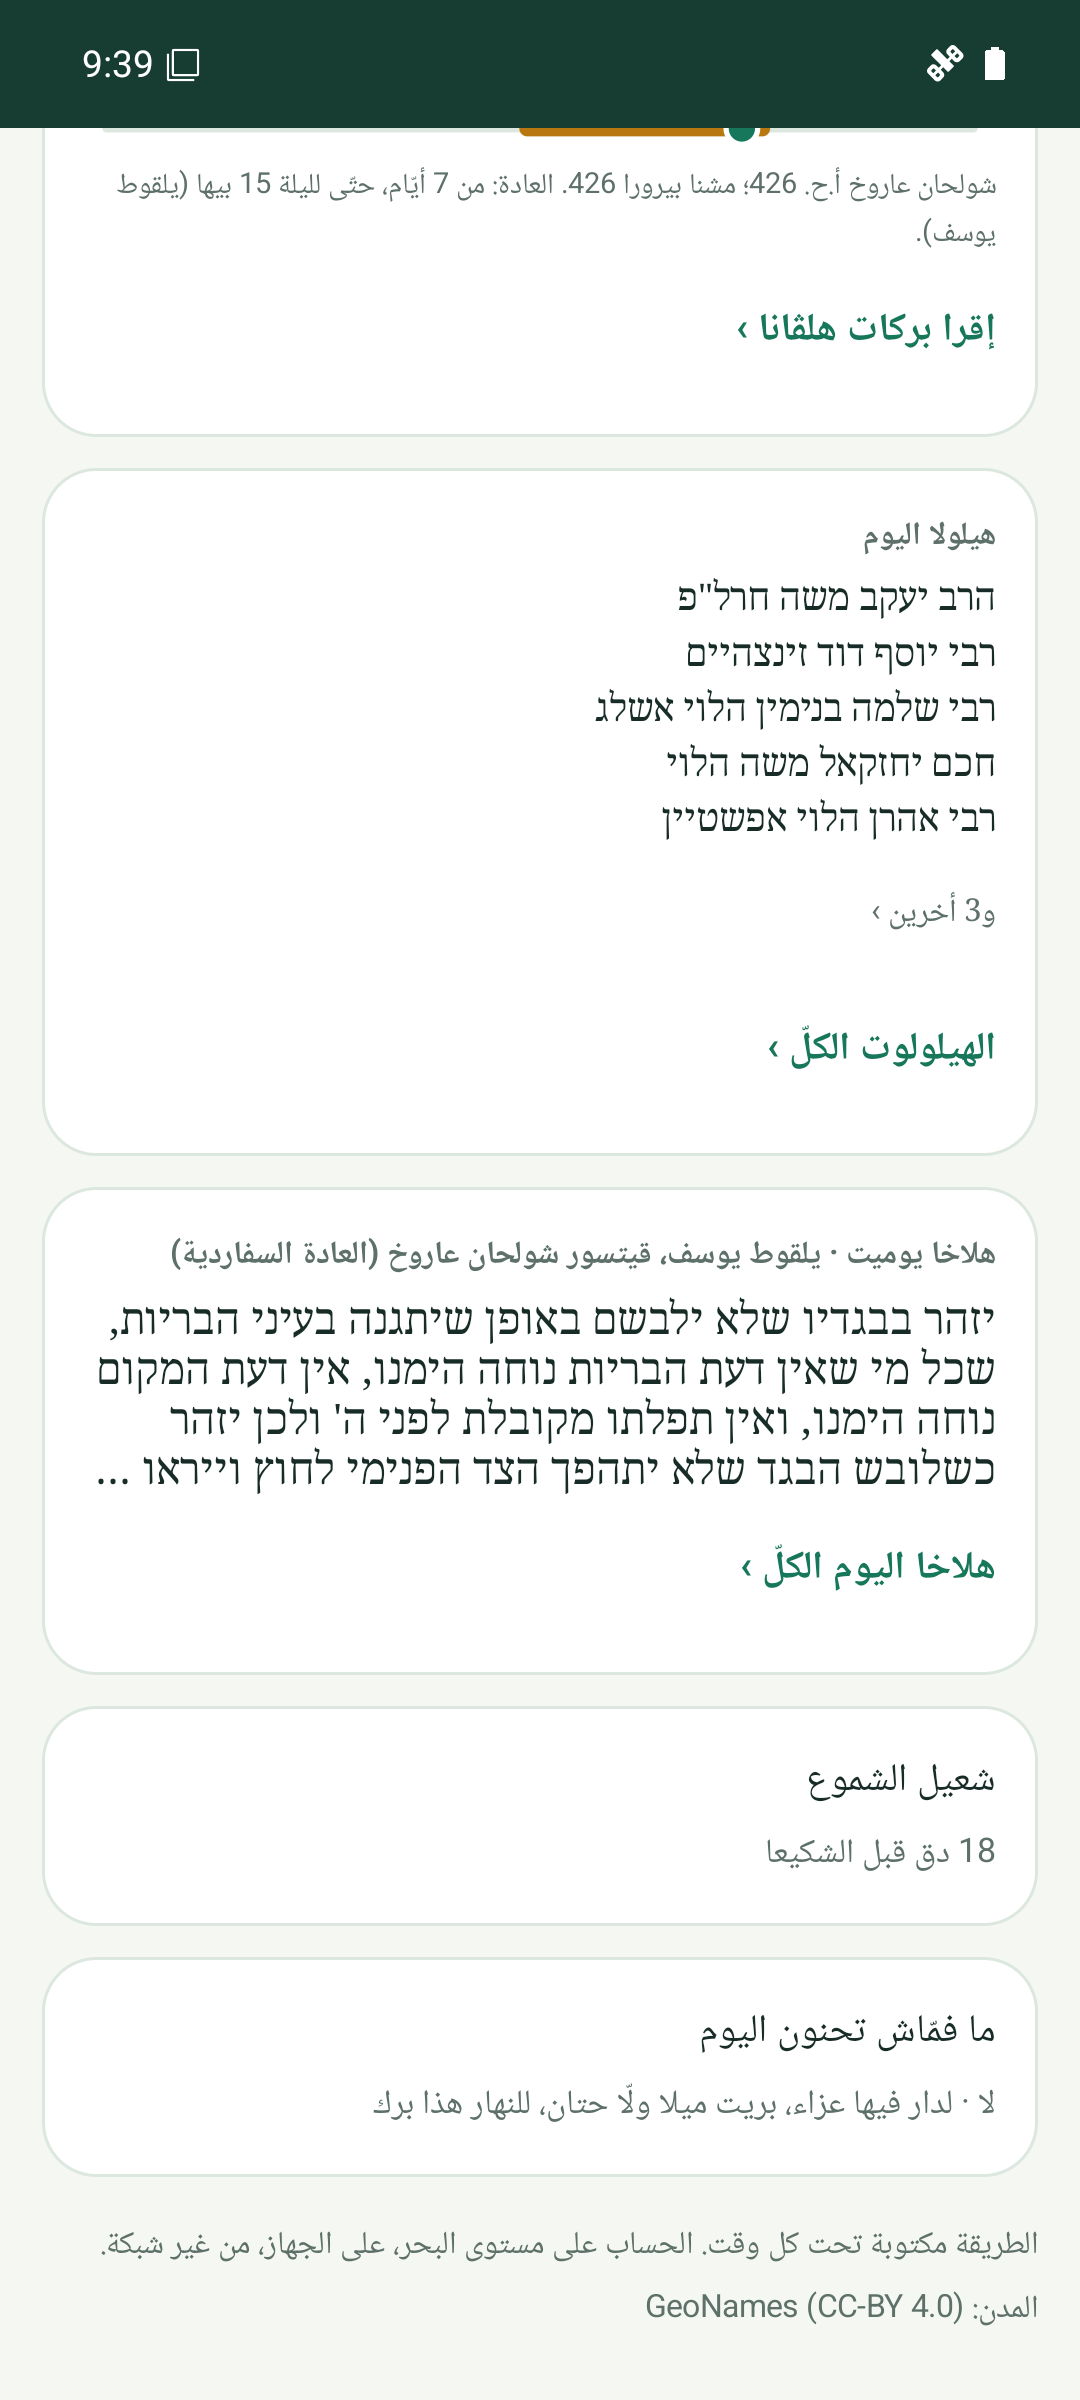 9:39
شولحان عاروخ أ.ح. 426؛ مشنا بيرورا 426. العادة: من 7 أيّام، حتّى لليلة 15 بيها (يلقوط
يوسف).
إقرا بركات هلڤانا ›
هيلولا اليوم
הרב יעקב משה חרל"פ
רבי יוסף דוד זינצהיים
רבי שלמה בנימין הלוי אשלג
חכם יחזקאל משה הלוי
רבי אהרן הלוי אפשטיין
و3 أخرين ›
الهيلولوت الكلّ ›
هلاخا يوميت · يلقوط يوسف، قيتسور شولحان عاروخ (العادة السفاردية)
יזהר בבגדיו שלא ילבשם באופן שיתגנה בעיני הבריות,
שכל מי שאין דעת הבריות נוחה הימנו, אין דעת המקום
נוחה הימנו, ואין תפלתו מקובלת לפני ה' ולכן יזהר
כשלובש הבגד שלא יתהפך הצד הפנימי לחוץ וייראו ...
هلاخا اليوم الكلّ ›
شعيل الشموع
18 دق قبل الشكيعا
ما فمّاش تحنون اليوم
لا · لدار فيها عزاء، بريت ميلا ولّا حتان، للنهار هذا برك
الطريقة مكتوبة تحت كل وقت. الحساب على مستوى البحر، على الجهاز، من غير شبكة.
المدن: GeoNames (CC-BY 4.0)